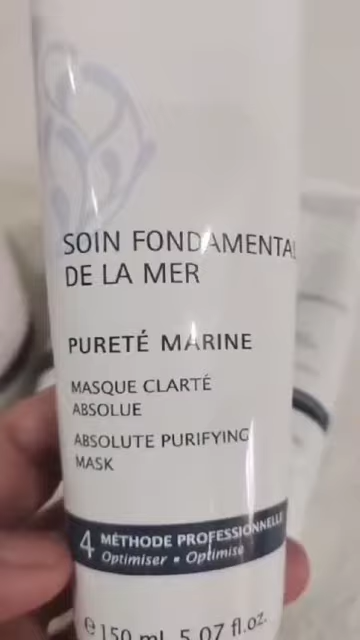 SOIN FONDAMENTAL
DE LA MER
PURETÉ MARINE
MASQUE CLARTÉ
ABSOLUE
ABSOLUTE PURIFYING
MASK
4 MÉTHODE PROFESSIONNELLE
Optimiser • Optimise
e 150 ml 5.07 fl.oz.